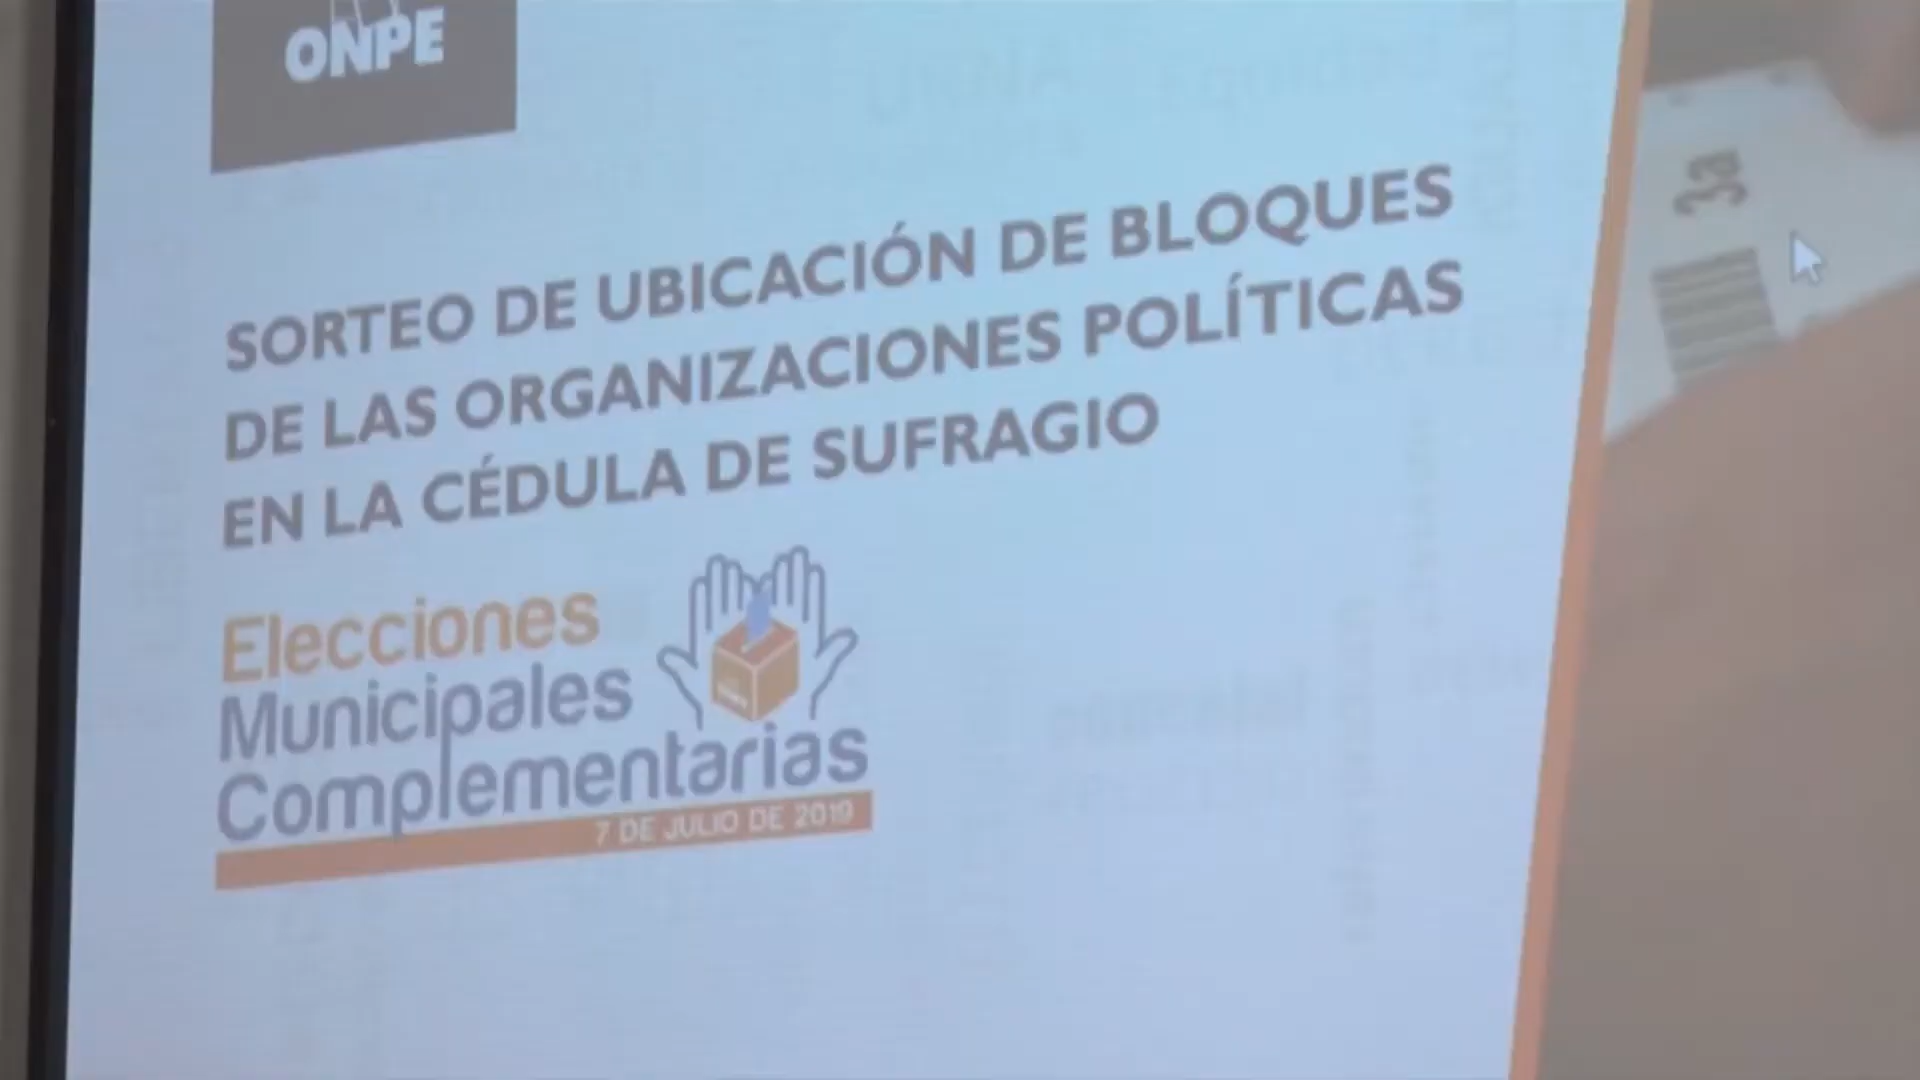 ONPE
SORTEO DE UBICACIÓN DE BLOQUES
DE LAS ORGANIZACIONES POLÍTICAS
EN LA CÉDULA DE SUFRAGIO
Elecciones
Municipales
Complementarias
7 DE JULIO DE 2019